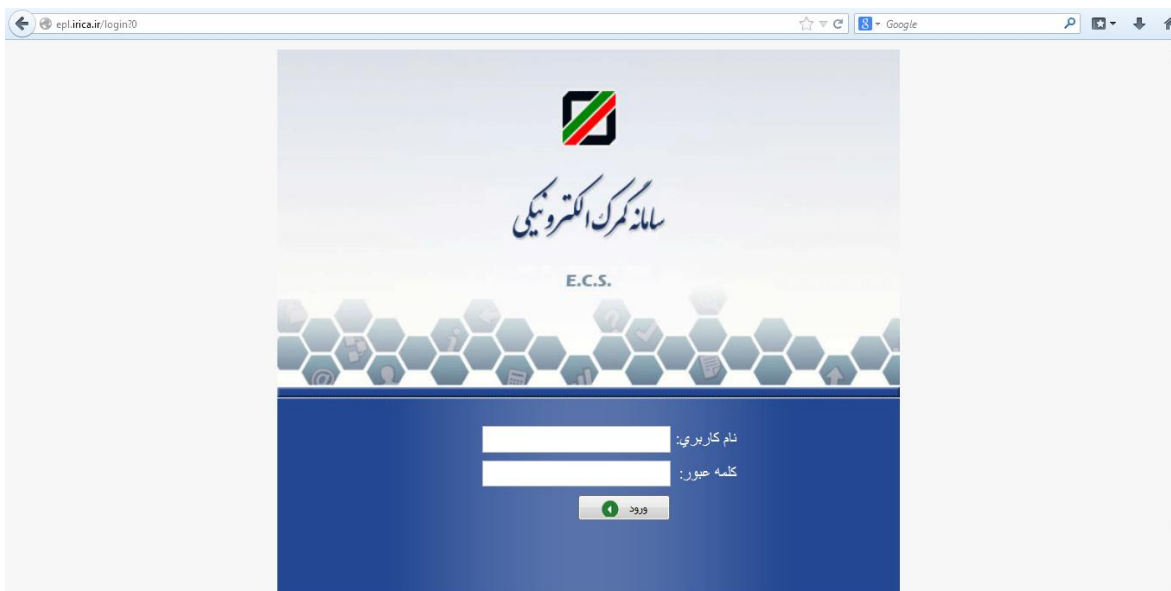 epl.irica.ir/login?0
Google
سامانه گمرک الکترونیکی
E.C.S.
نام کاربري:
کلمه عبور:
ورود